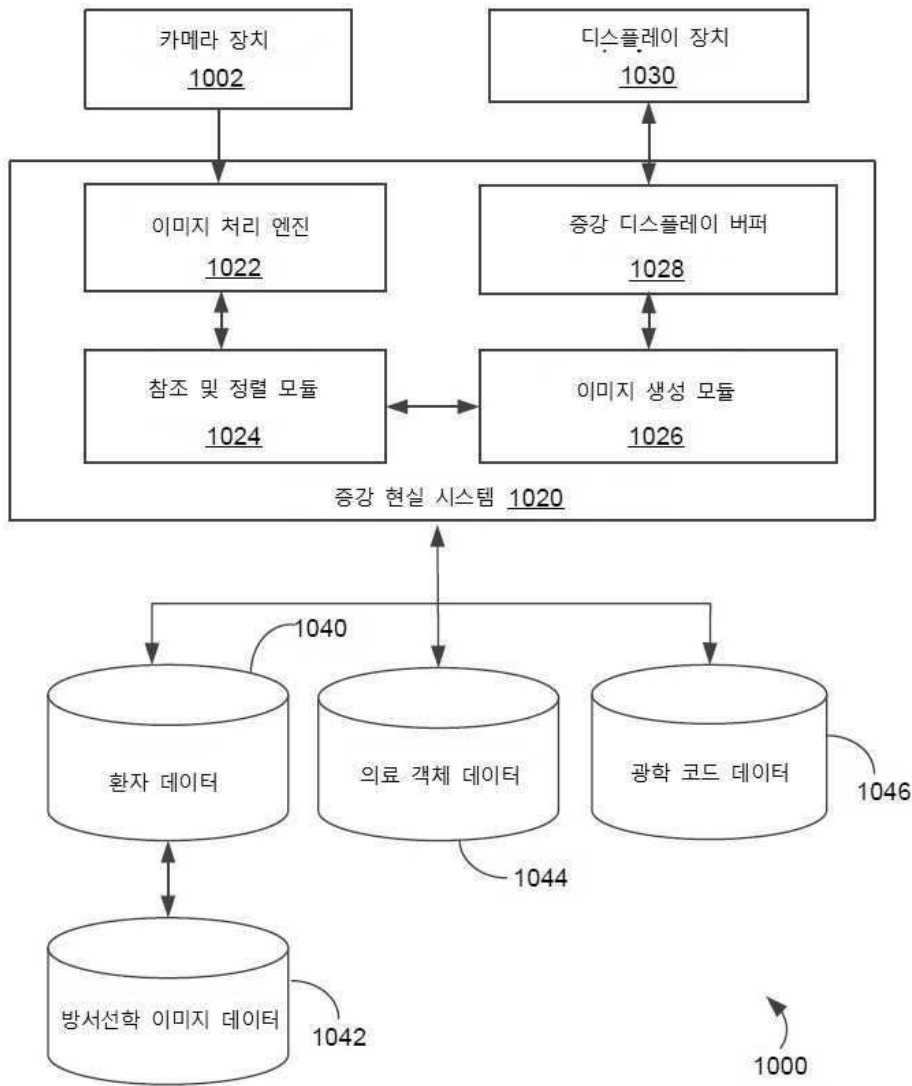 카메라 장치
1002
디스플레이 장치
1030
이미지 처리 엔진
1022
증강 디스플레이 버퍼
1028
참조 및 정렬 모듈
1024
이미지 생성 모듈
1026
증강 현실 시스템 1020
1040
환자 데이터
의료 객체 데이터
광학 코드 데이터
1046
1044
방서선학 이미지 데이터
1042
1000